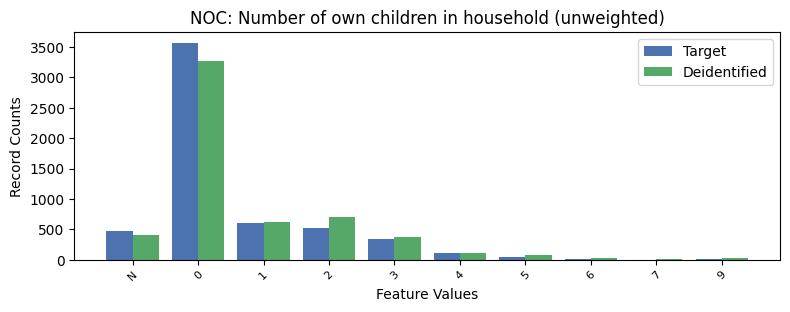 NOC: Number of own children in household (unweighted)
Target
Deidentified
Record Counts
3500
3000
2500
2000
1500
1000
500
0
N 0 1 2 3 4 5 6 7 9
Feature Values